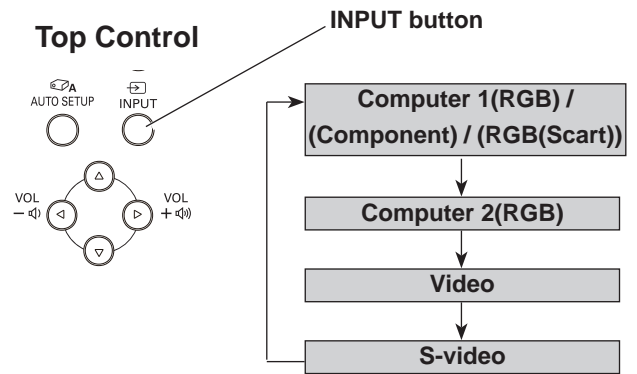 INPUT button
Top Control
A
AUTO SETUP
INPUT
VOL
VOL
−
+
Computer 1(RGB) /
(Component) / (RGB(Scart))
Computer 2(RGB)
Video
S-video